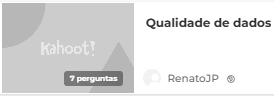 Qualidade de dados
Kahoot!
7 perguntas
RenatoJP